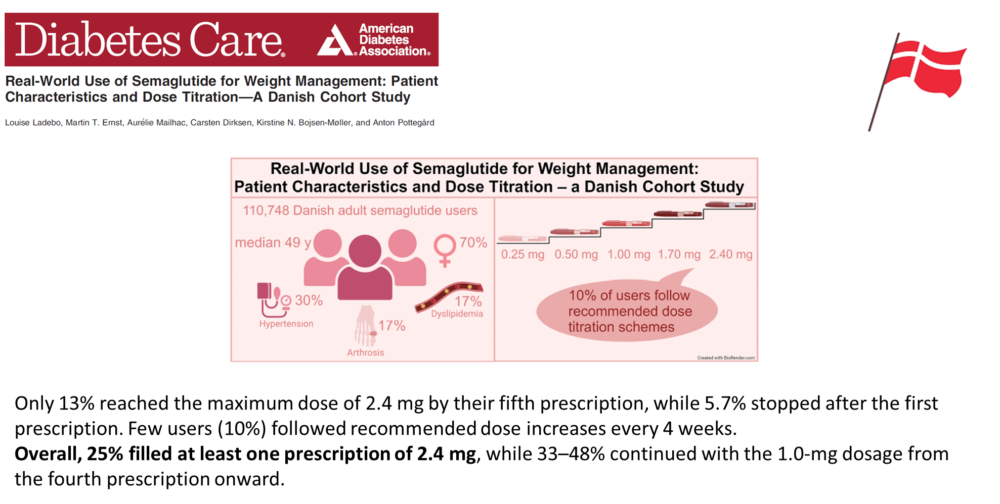 Diabetes Care®
American
Diabetes
Association®
Real-World Use of Semaglutide for Weight Management: Patient
Characteristics and Dose Titration—A Danish Cohort Study
Louise Ladebo, Martin T. Ernst, Aurélie Mailhac, Carsten Dirksen, Kirstine N. Bojsen-Møller, and Anton Pottegård
Real-World Use of Semaglutide for Weight Management:
Patient Characteristics and Dose Titration – a Danish Cohort Study
110,748 Danish adult semaglutide users
median 49 y
70%
30%
Hypertension
17%
Dyslipidemia
17%
Arthrosis
0.25 mg 0.50 mg 1.00 mg 1.70 mg 2.40 mg
10% of users follow
recommended dose
titration schemes
Created with BioRender.com
Only 13% reached the maximum dose of 2.4 mg by their fifth prescription, while 5.7% stopped after the first
prescription. Few users (10%) followed recommended dose increases every 4 weeks.
Overall, 25% filled at least one prescription of 2.4 mg, while 33–48% continued with the 1.0-mg dosage from
the fourth prescription onward.